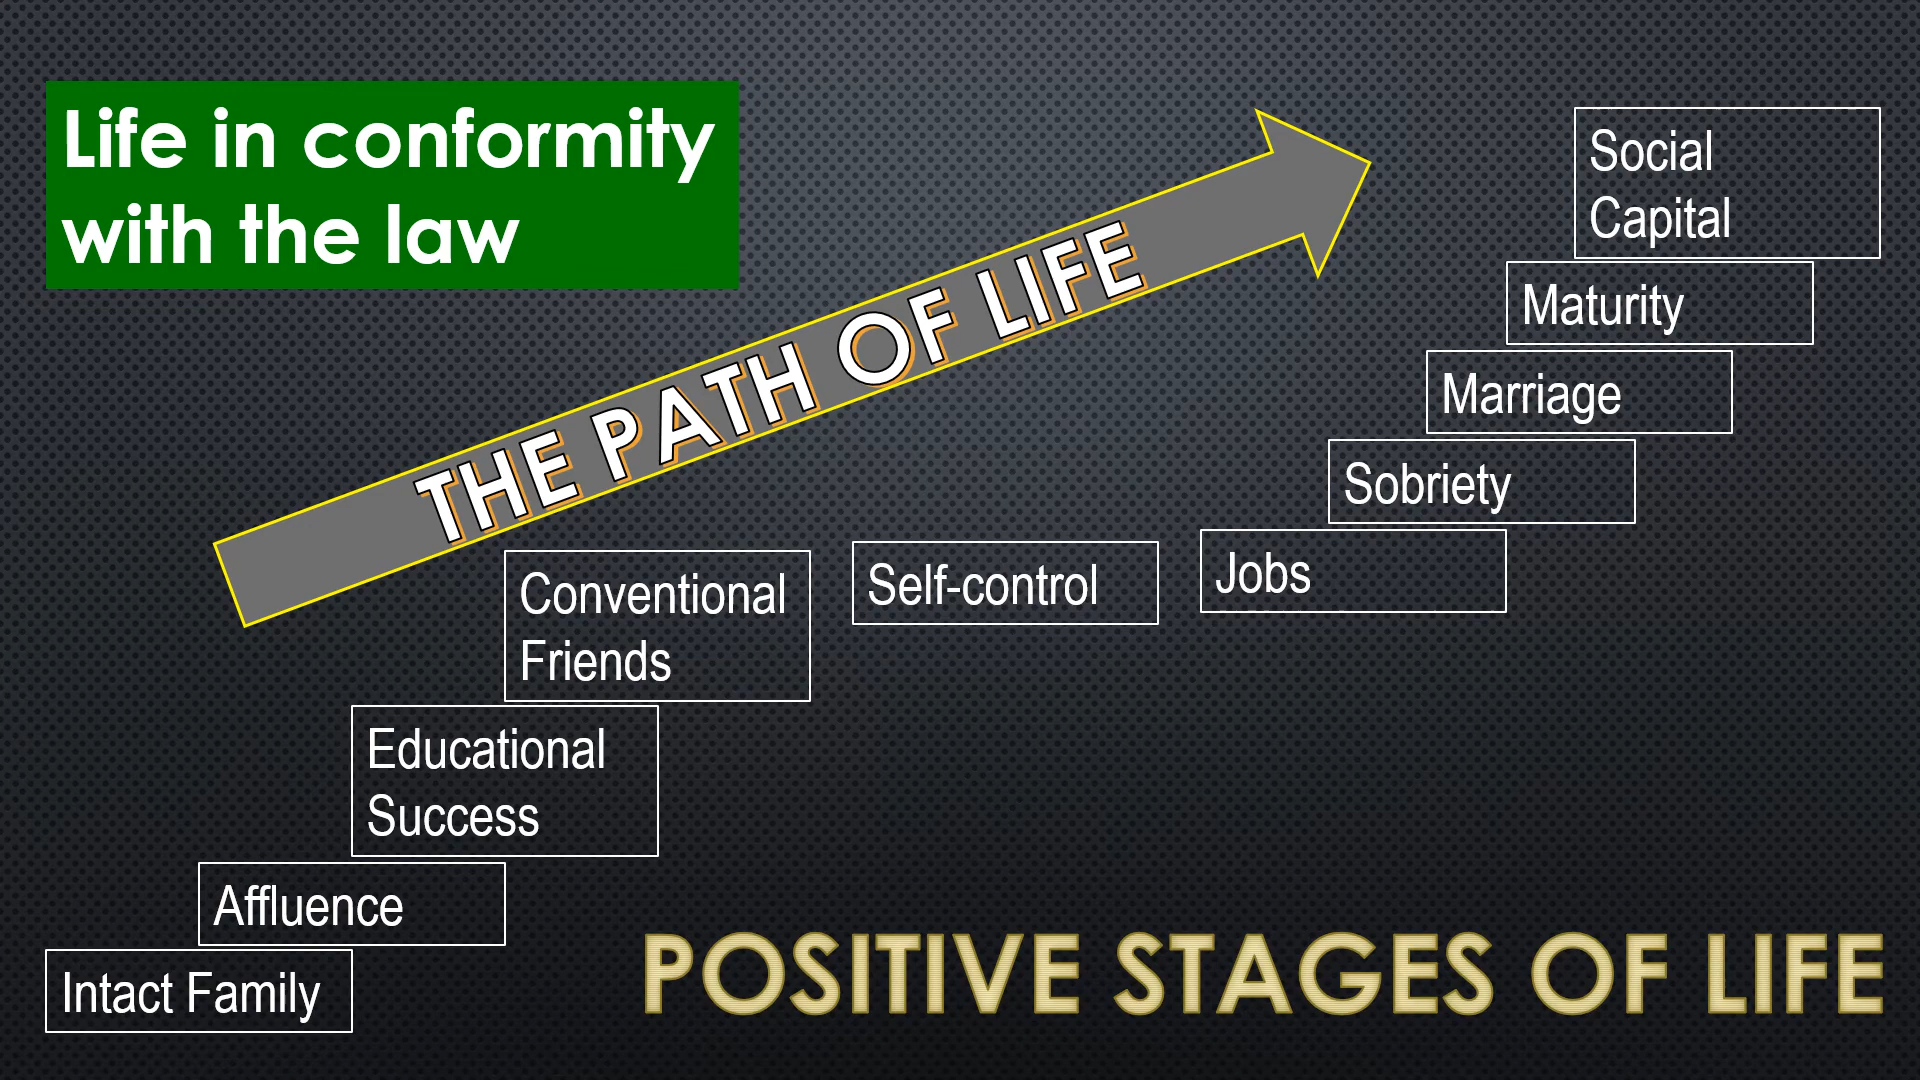 Life in conformity
with the law
THE PATH OF LIFE
Social
Capital
Maturity
Marriage
Sobriety
Jobs
Self-control
Conventional
Friends
Educational
Success
Affluence
Intact Family
POSITIVE STAGES OF LIFE